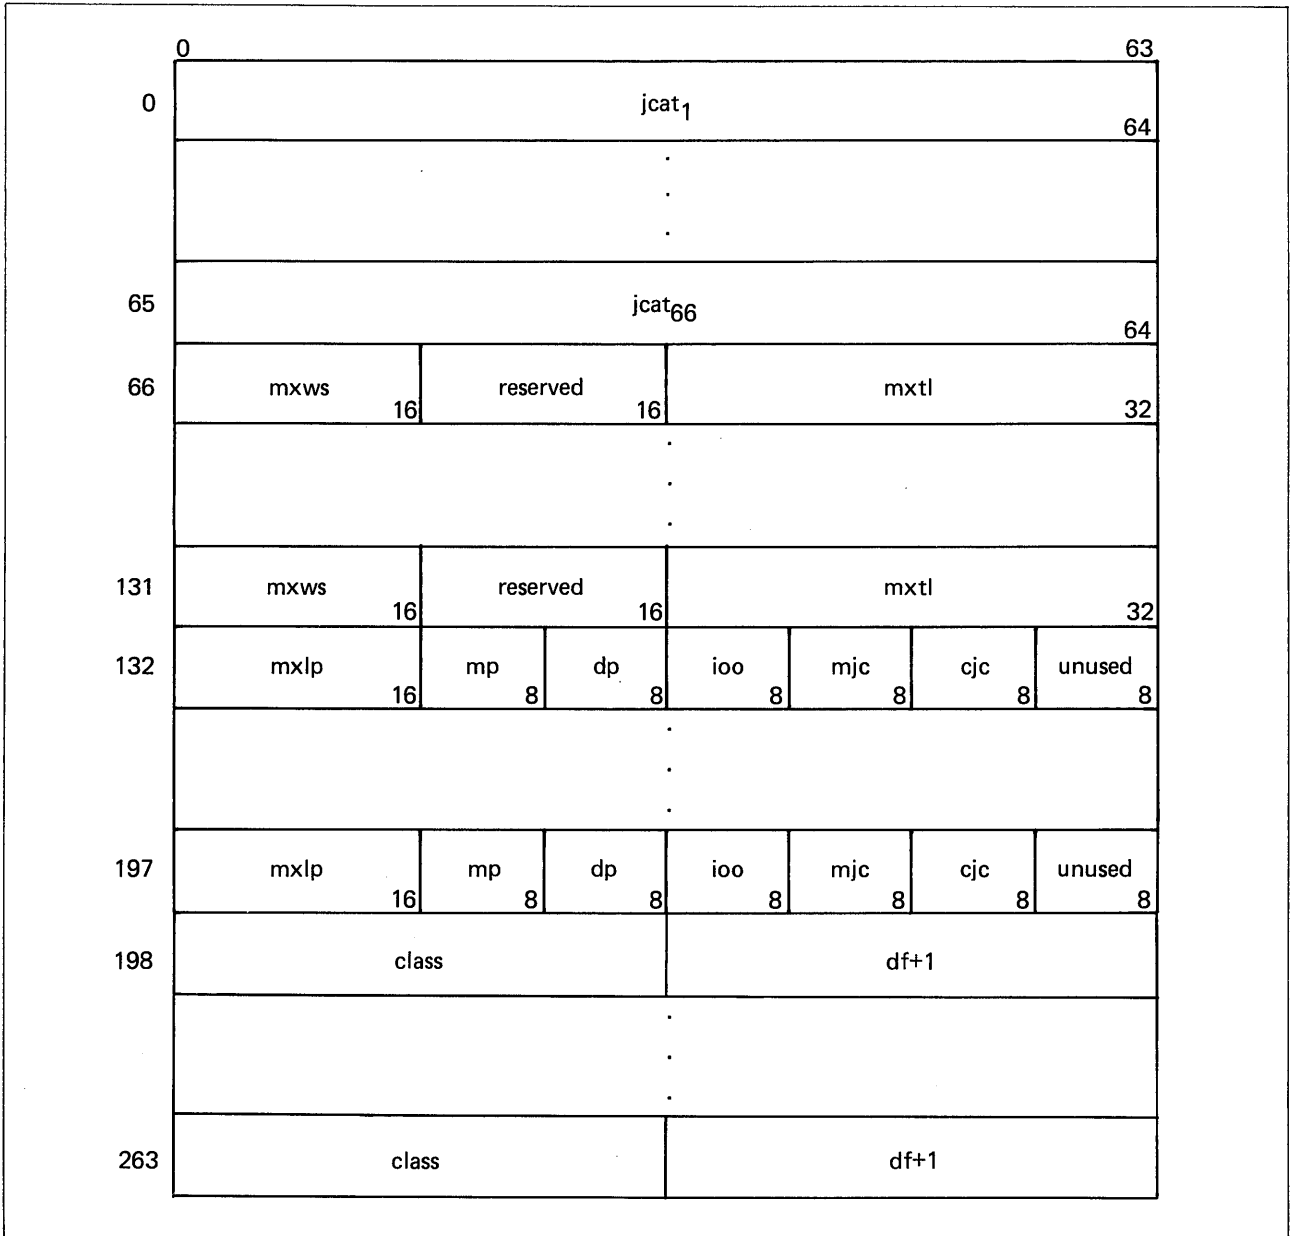 0 63
0 jcat1
64
65 jcat66
64
66 mxws reserved mxtl
16 16 32
131 mxws reserved mxtl
16 16 32
132 mxlp mp dp ioo mjc cjc unused
16 8 8 8 8 8 8
197 mxlp mp dp ioo mjc cjc unused
16 8 8 8 8 8 8
198 class df+1
263 class df+1